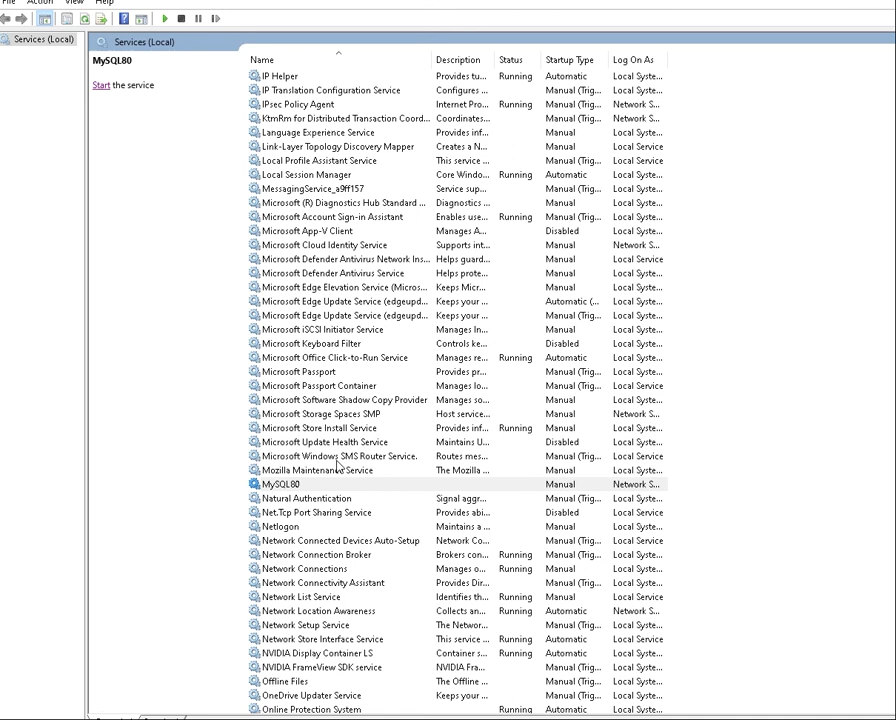 File Action View Help
Services (Local)
Services (Local)
MySQL80
Start the service
Name Description Status Startup Type Log On As
IP Helper Provides tu... Running Automatic Local Syste...
IP Translation Configuration Service Configures ... Manual (Trig... Local Syste...
IPsec Policy Agent Internet Pro... Running Manual (Trig... Network S...
KtmRm for Distributed Transaction Coord... Coordinates... Manual (Trig... Network S...
Language Experience Service Provides inf... Manual Local Syste...
Link-Layer Topology Discovery Mapper Creates a N... Manual Local Service
Local Profile Assistant Service This service ... Manual (Trig... Local Service
Local Session Manager Core Windo... Running Automatic Local Syste...
MessagingService_a9ff157 Service sup... Manual (Trig... Local Syste...
Microsoft (R) Diagnostics Hub Standard ... Diagnostics ... Manual Local Syste...
Microsoft Account Sign-in Assistant Enables use... Running Manual (Trig... Local Syste...
Microsoft App-V Client Manages A... Disabled Local Syste...
Microsoft Cloud Identity Service Supports int... Manual Network S...
Microsoft Defender Antivirus Network Ins... Helps guard... Manual Local Service
Microsoft Defender Antivirus Service Helps prote... Manual Local Syste...
Microsoft Edge Elevation Service (Micros... Keeps Micr... Manual Local Syste...
Microsoft Edge Update Service (edgeupd... Keeps your ... Automatic (... Local Syste...
Microsoft Edge Update Service (edgeupd... Keeps your ... Manual (Trig... Local Syste...
Microsoft iSCSI Initiator Service Manages In... Manual Local Syste...
Microsoft Keyboard Filter Controls ke... Disabled Local Syste...
Microsoft Office Click-to-Run Service Manages re... Running Automatic Local Syste...
Microsoft Passport Provides pr... Manual (Trig... Local Syste...
Microsoft Passport Container Manages lo... Manual (Trig... Local Service
Microsoft Software Shadow Copy Provider Manages so... Manual Local Syste...
Microsoft Storage Spaces SMP Host service... Manual Network S...
Microsoft Store Install Service Provides inf... Running Manual Local Syste...
Microsoft Update Health Service Maintains U... Disabled Local Syste...
Microsoft Windows SMS Router Service. Routes mes... Manual (Trig... Local Service
Mozilla Maintenance Service The Mozilla ... Manual Local Syste...
MySQL80 Manual Network S...
Natural Authentication Signal aggr... Manual (Trig... Local Syste...
Net.Tcp Port Sharing Service Provides abi... Disabled Local Service
Netlogon Maintains a ... Manual Local Syste...
Network Connected Devices Auto-Setup Network Co... Manual (Trig... Local Service
Network Connection Broker Brokers con... Running Manual (Trig... Local Syste...
Network Connections Manages o... Running Manual Local Syste...
Network Connectivity Assistant Provides Dir... Manual (Trig... Local Syste...
Network List Service Identifies th... Running Manual Local Service
Network Location Awareness Collects an... Running Automatic Network S...
Network Setup Service The Networ... Manual (Trig... Local Syste...
Network Store Interface Service This service ... Running Automatic Local Service
NVIDIA Display Container LS Container s... Running Automatic Local Syste...
NVIDIA FrameView SDK service NVIDIA Fra... Manual Local Syste...
Offline Files The Offline ... Manual (Trig... Local Syste...
OneDrive Updater Service Keeps your ... Manual (Trig... Local Syste...
Online Protection System Running Automatic Local Syste...